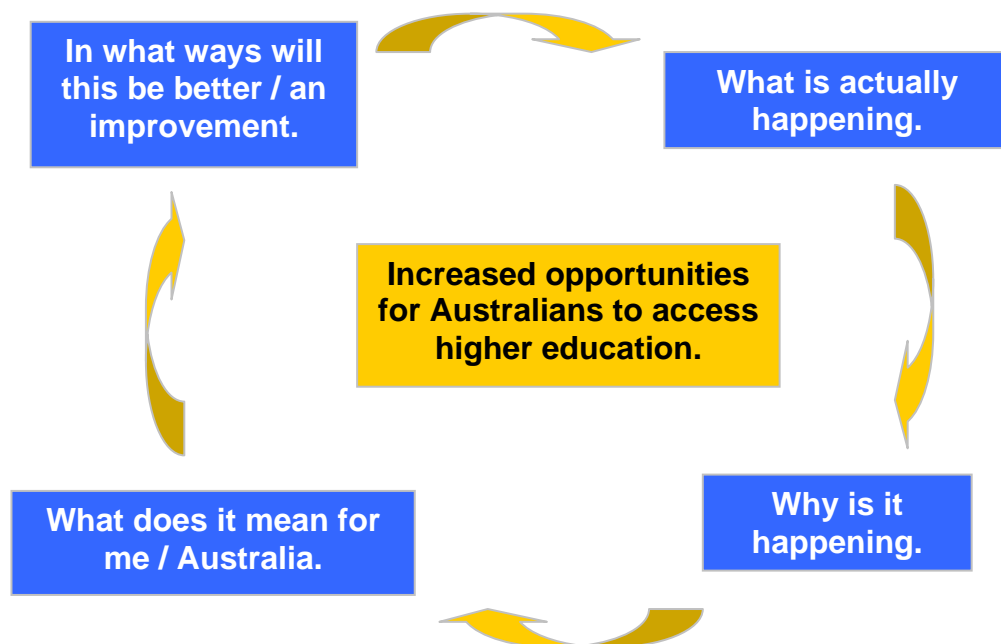 In what ways will
this be better / an
improvement.
What is actually
happening.
Increased opportunities
for Australians to access
higher education.
What does it mean for
me / Australia.
Why is it
happening.